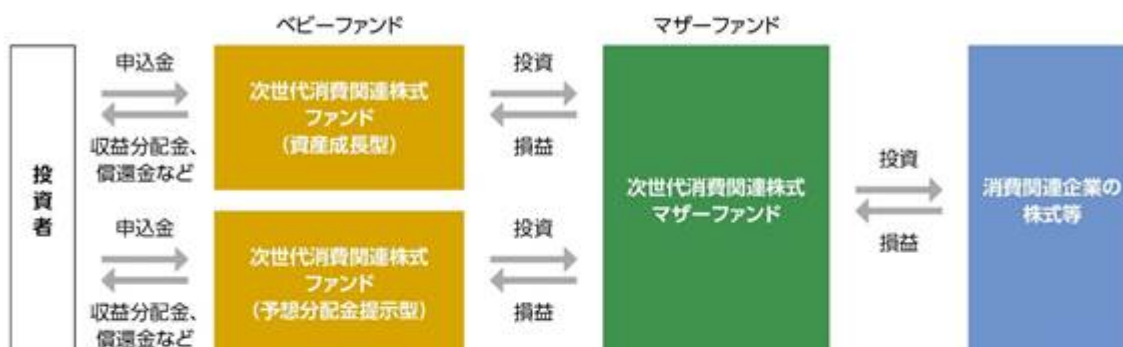 ベビーファンド
マザーファンド
投資者
申込金
収益分配金、
償還金など
次世代消費関連株式
ファンド
(資産成長型)
投資
損益
申込金
収益分配金、
償還金など
次世代消費関連株式
ファンド
(予想分配金提示型)
投資
損益
次世代消費関連株式
マザーファンド
投資
損益
消費関連企業の
株式等